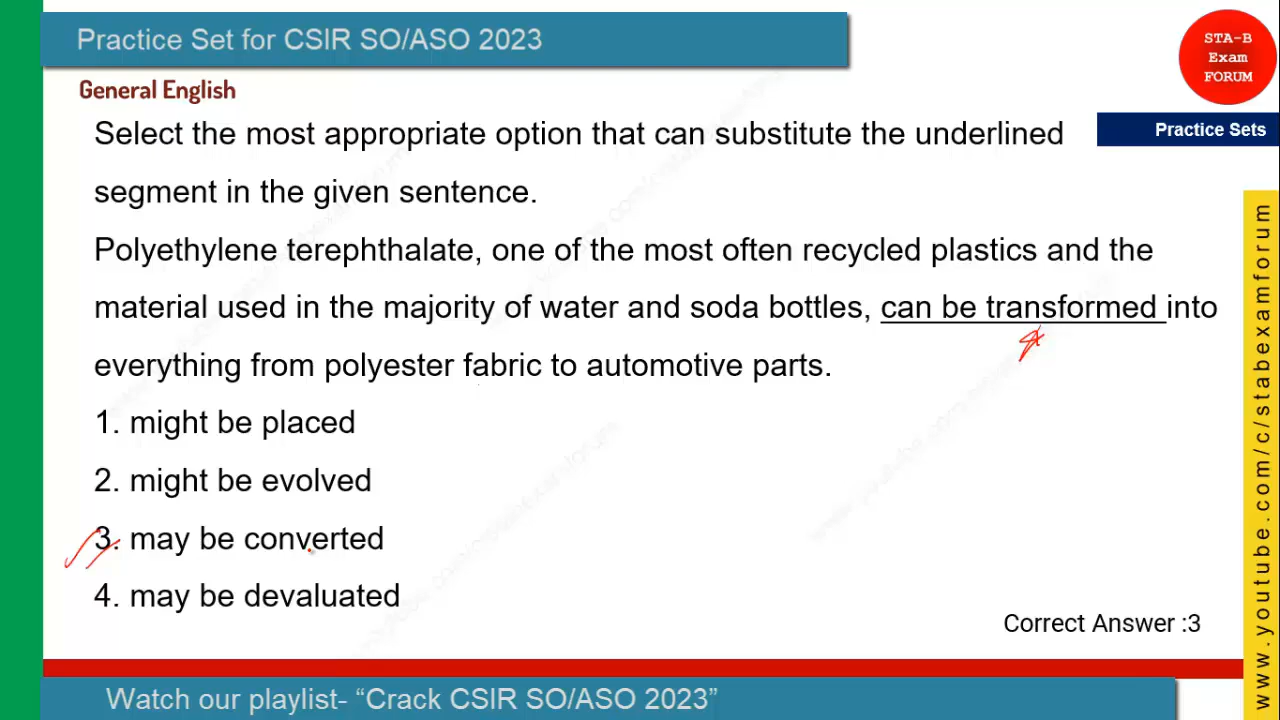 Practice Set for CSIR SO/ASO 2023
STA-B
Exam
FORUM
General English
Practice Sets
Select the most appropriate option that can substitute the underlined
segment in the given sentence.
Polyethylene terephthalate, one of the most often recycled plastics and the
material used in the majority of water and soda bottles, can be transformed into
everything from polyester fabric to automotive parts.
1. might be placed
2. might be evolved
3. may be converted
4. may be devaluated
Correct Answer :3
www.youtube.com/c/stabexamforum
Watch our playlist- “Crack CSIR SO/ASO 2023”